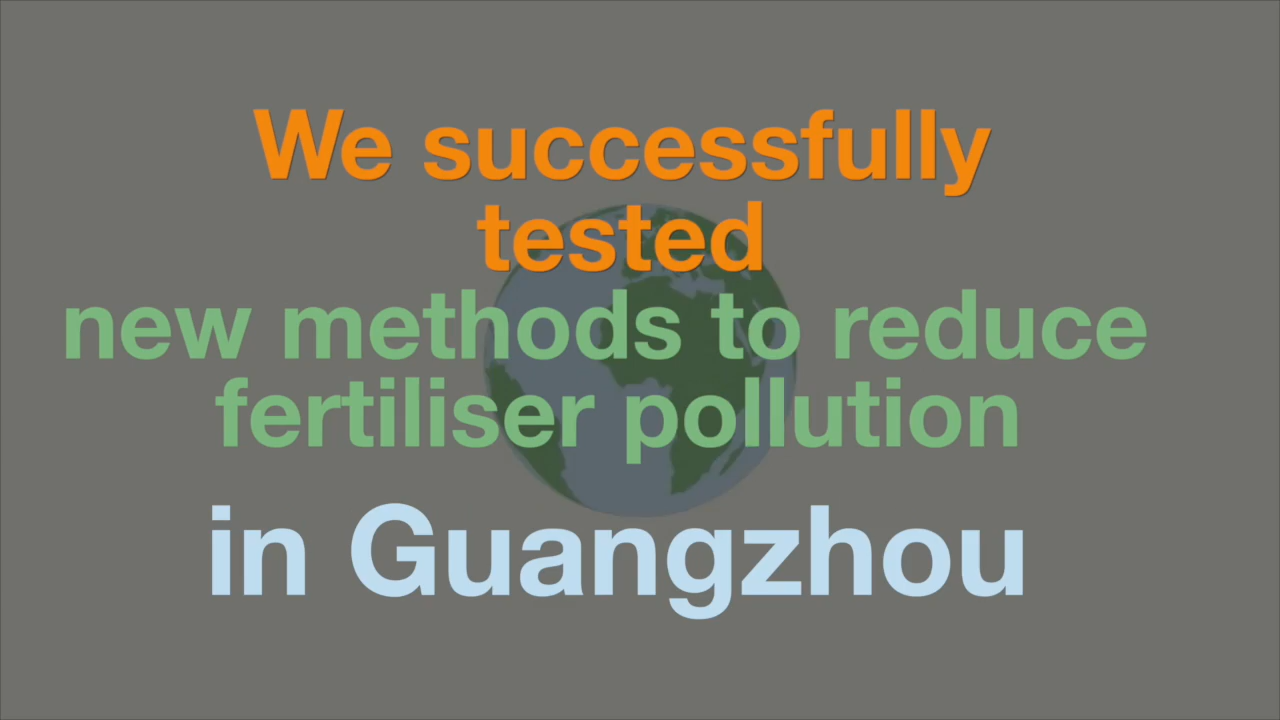 We successfully
tested
new methods to reduce
fertiliser pollution
in Guangzhou